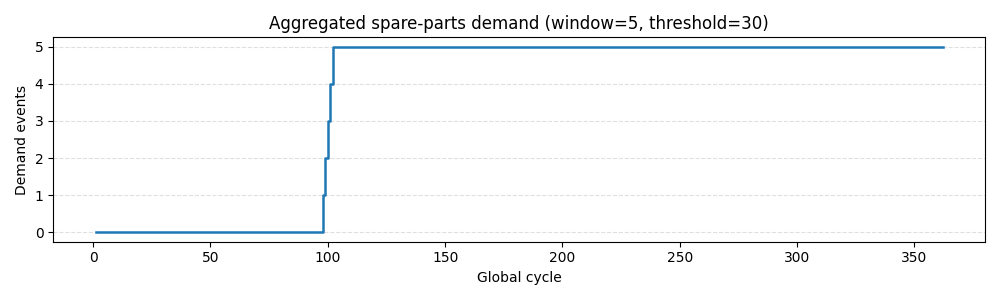 Aggregated spare-parts demand (window=5, threshold=30)
Demand events
5
4
3
2
1
0
0 50 100 150 200 250 300 350
Global cycle